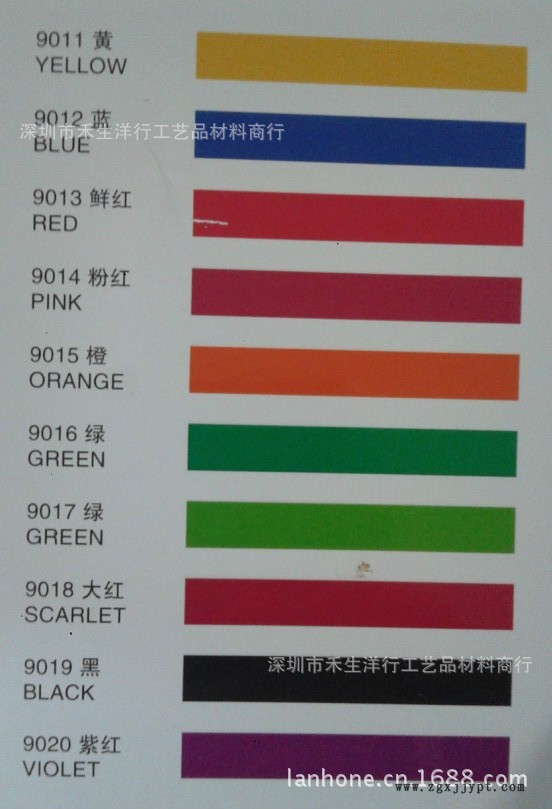 9011 黄
YELLOW
9012 蓝
深圳市禾生洋行工艺品材料商行
BLUE
9013 鲜红
RED
9014 粉红
PINK
9015 橙
ORANGE
9016 绿
GREEN
9017 绿
GREEN
9018 大红
SCARLET
深圳市禾生洋行工艺品材料商行
9019 黑
BLACK
9020 紫红
VIOLET
lanhone.cn.1688.com
www.zgxjjypt.com